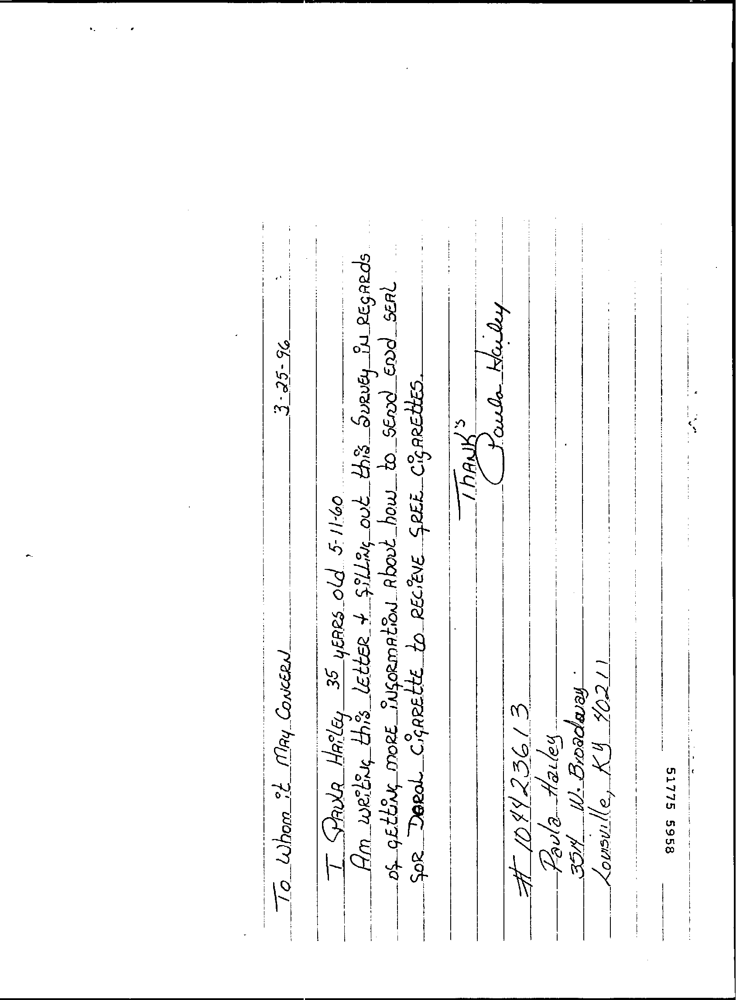 To Whom it May Concern 3-25-96
I Paula Hailey 35 years old 5-11-60
Am writing this letter + filling out this survey in regards
of getting more information about how to send end seal
for Doral cigarette to recieve free cigarettes.
Thank's
Paula Hailey
# 1044423613
Paula Hailey
3514 W. Broadway
Louisville, Ky 40211
51775 5958